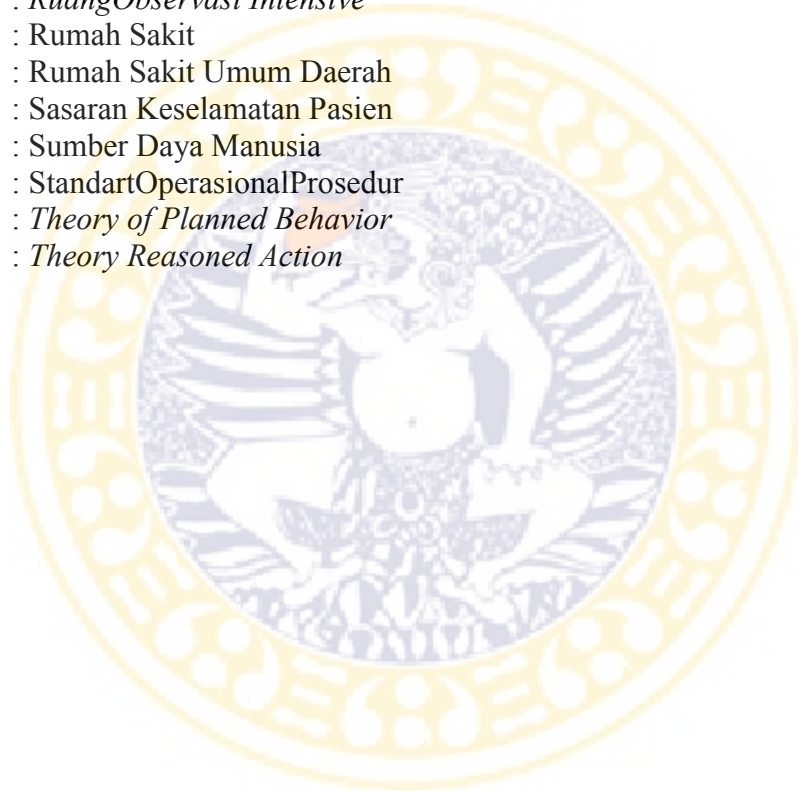 : RuangObservasi Intensive
: Rumah Sakit
: Rumah Sakit Umum Daerah
: Sasaran Keselamatan Pasien
: Sumber Daya Manusia
: StandartOperasionalProsedur
: Theory of Planned Behavior
: Theory Reasoned Action